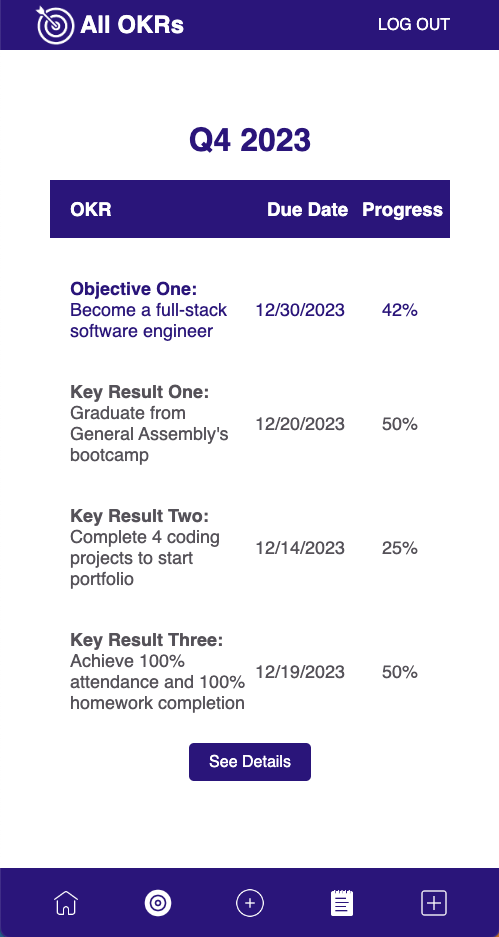 All OKRs LOG OUT
Q4 2023
OKR Due Date Progress
Objective One:
Become a full-stack 12/30/2023 42%
software engineer
Key Result One:
Graduate from
General Assembly's 12/20/2023 50%
bootcamp
Key Result Two:
Complete 4 coding
projects to start 12/14/2023 25%
portfolio
Key Result Three:
Achieve 100%
attendance and 100% 12/19/2023 50%
homework completion
See Details